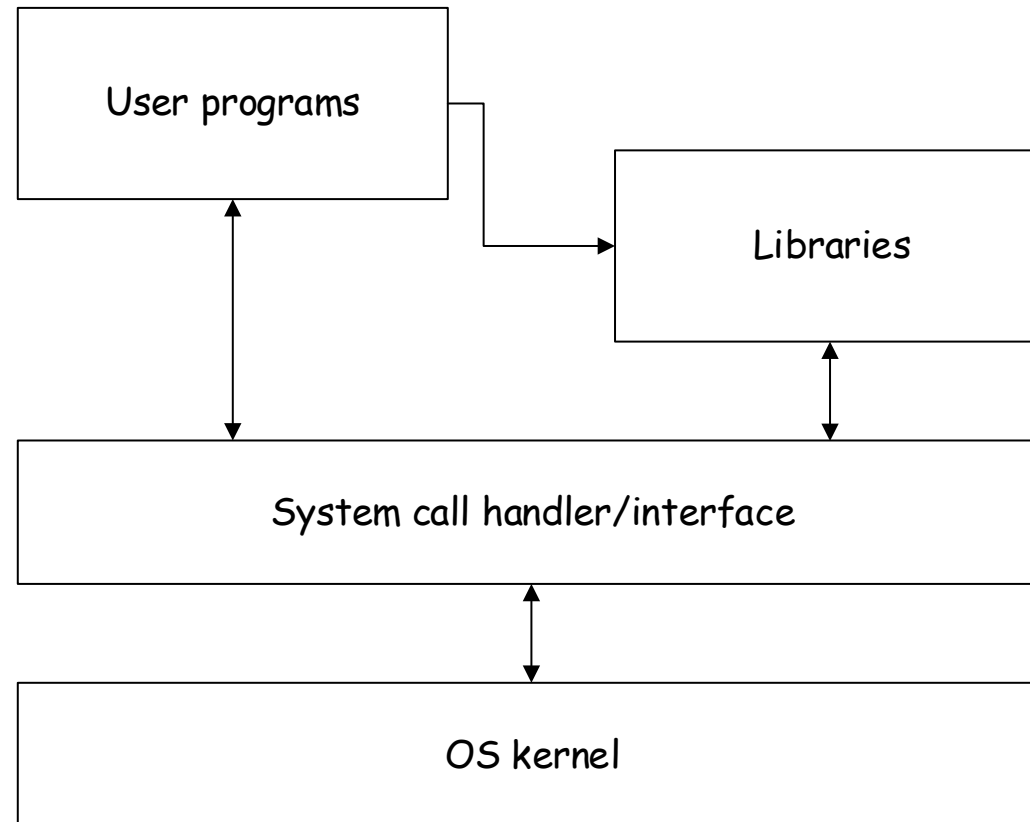 User programs
Libraries
System call handler/interface
OS kernel